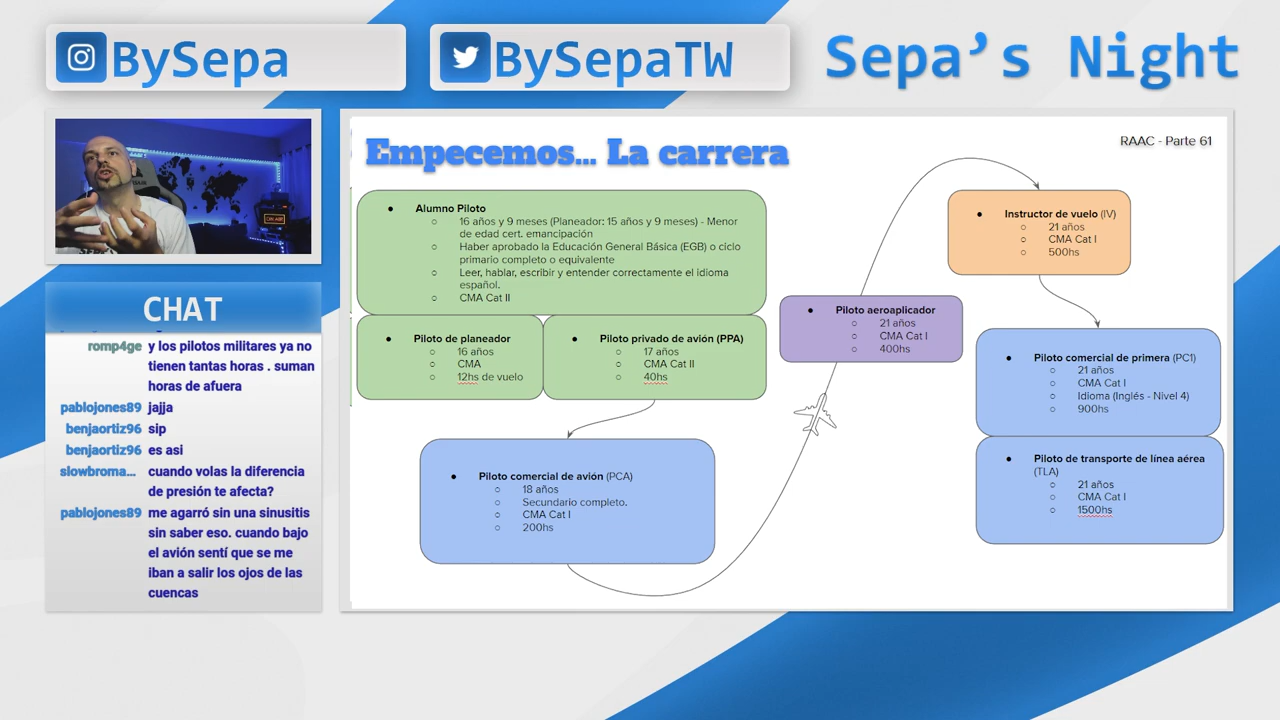 BySepa
BySepaTW
Sepa's Night
CHAT
romp4ge y los pilotos militares ya no
tienen tantas horas . suman
horas de afuera
pablojones89 jajja
benjaortiz96 sip
benjaortiz96 es asi
slowbroma... cuando volas la diferencia
de presión te afecta?
pablojones89 me agarró sin una sinusitis
sin saber eso. cuando bajo
el avión sentí que se me
iban a salir los ojos de las
cuencas
Empecemos... La carrera
RAAC - Parte 61
● Alumno Piloto
○ 16 años y 9 meses (Planeador: 15 años y 9 meses) - Menor
de edad cert. emancipación
○ Haber aprobado la Educación General Básica (EGB) o ciclo
primario completo o equivalente
○ Leer, hablar, escribir y entender correctamente el idioma
español.
○ CMA Cat II
● Piloto de planeador
○ 16 años
○ CMA
○ 12hs de vuelo
● Piloto privado de avión (PPA)
○ 17 años
○ CMA Cat II
○ 40hs
● Piloto comercial de avión (PCA)
○ 18 años
○ Secundario completo.
○ CMA Cat I
○ 200hs
● Piloto aeroaplicador
○ 21 años
○ CMA Cat I
○ 400hs
● Instructor de vuelo (IV)
○ 21 años
○ CMA Cat I
○ 500hs
● Piloto comercial de primera (PC1)
○ 21 años
○ CMA Cat I
○ Idioma (Inglés - Nivel 4)
○ 900hs
● Piloto de transporte de línea aérea
(TLA)
○ 21 años
○ CMA Cat I
○ 1500hs